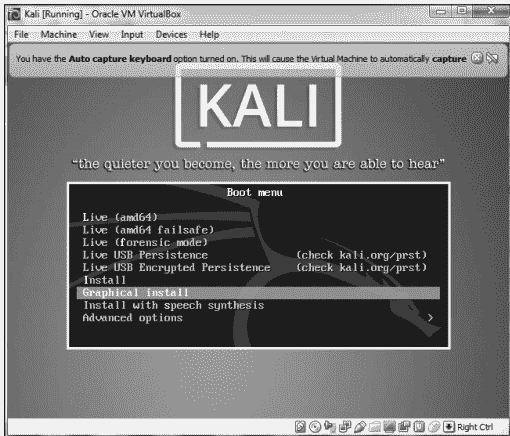 Kali [Running] - Oracle VM VirtualBox
File Machine View Input Devices Help
You have the Auto capture keyboard option turned on. This will cause the Virtual Machine to automatically capture
KALI
"the quieter you become, the more you are able to hear"
Boot menu
Live (amd64)
Live (amd64 failsafe)
Live (forensic mode)
Live USB Persistence (check kali.org/prst)
Live USB Encrypted Persistence (check kali.org/prst)
Install
Graphical install
Install with speech synthesis
Advanced options >
Right Ctrl